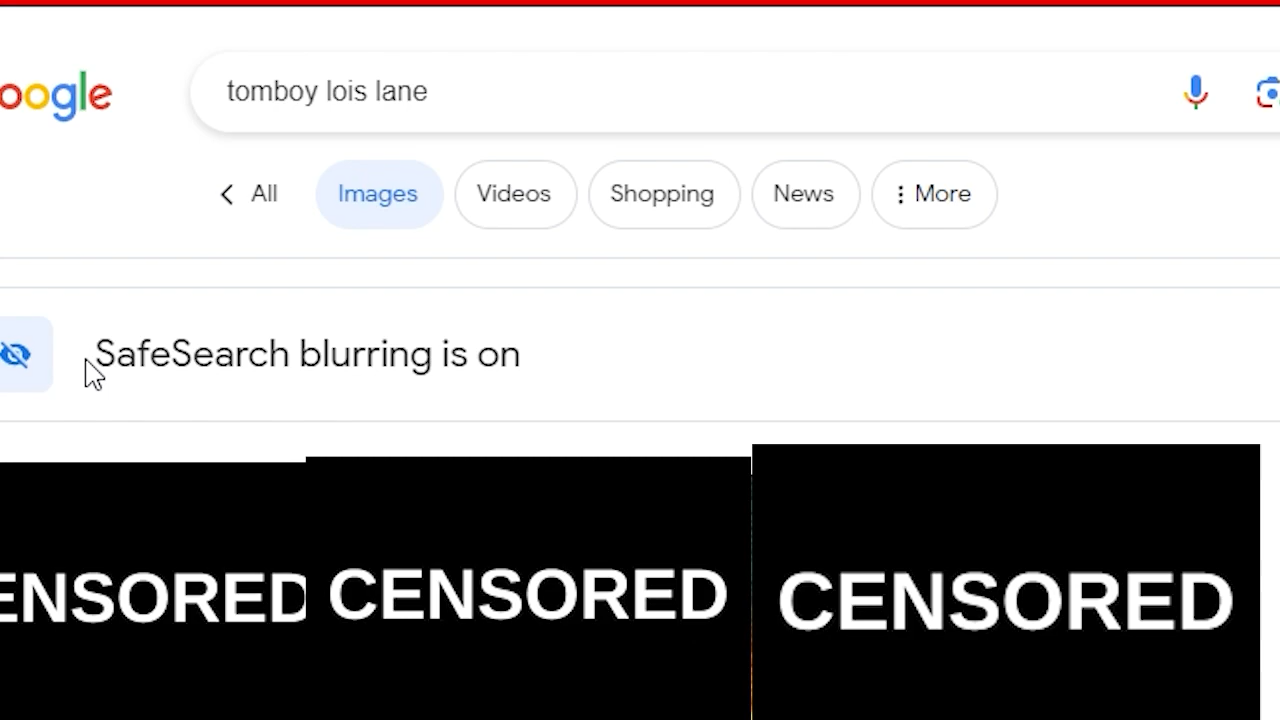 oogle
tomboy lois lane
All Images Videos Shopping News More
SafeSearch blurring is on
ENSORED CENSORED CENSORED